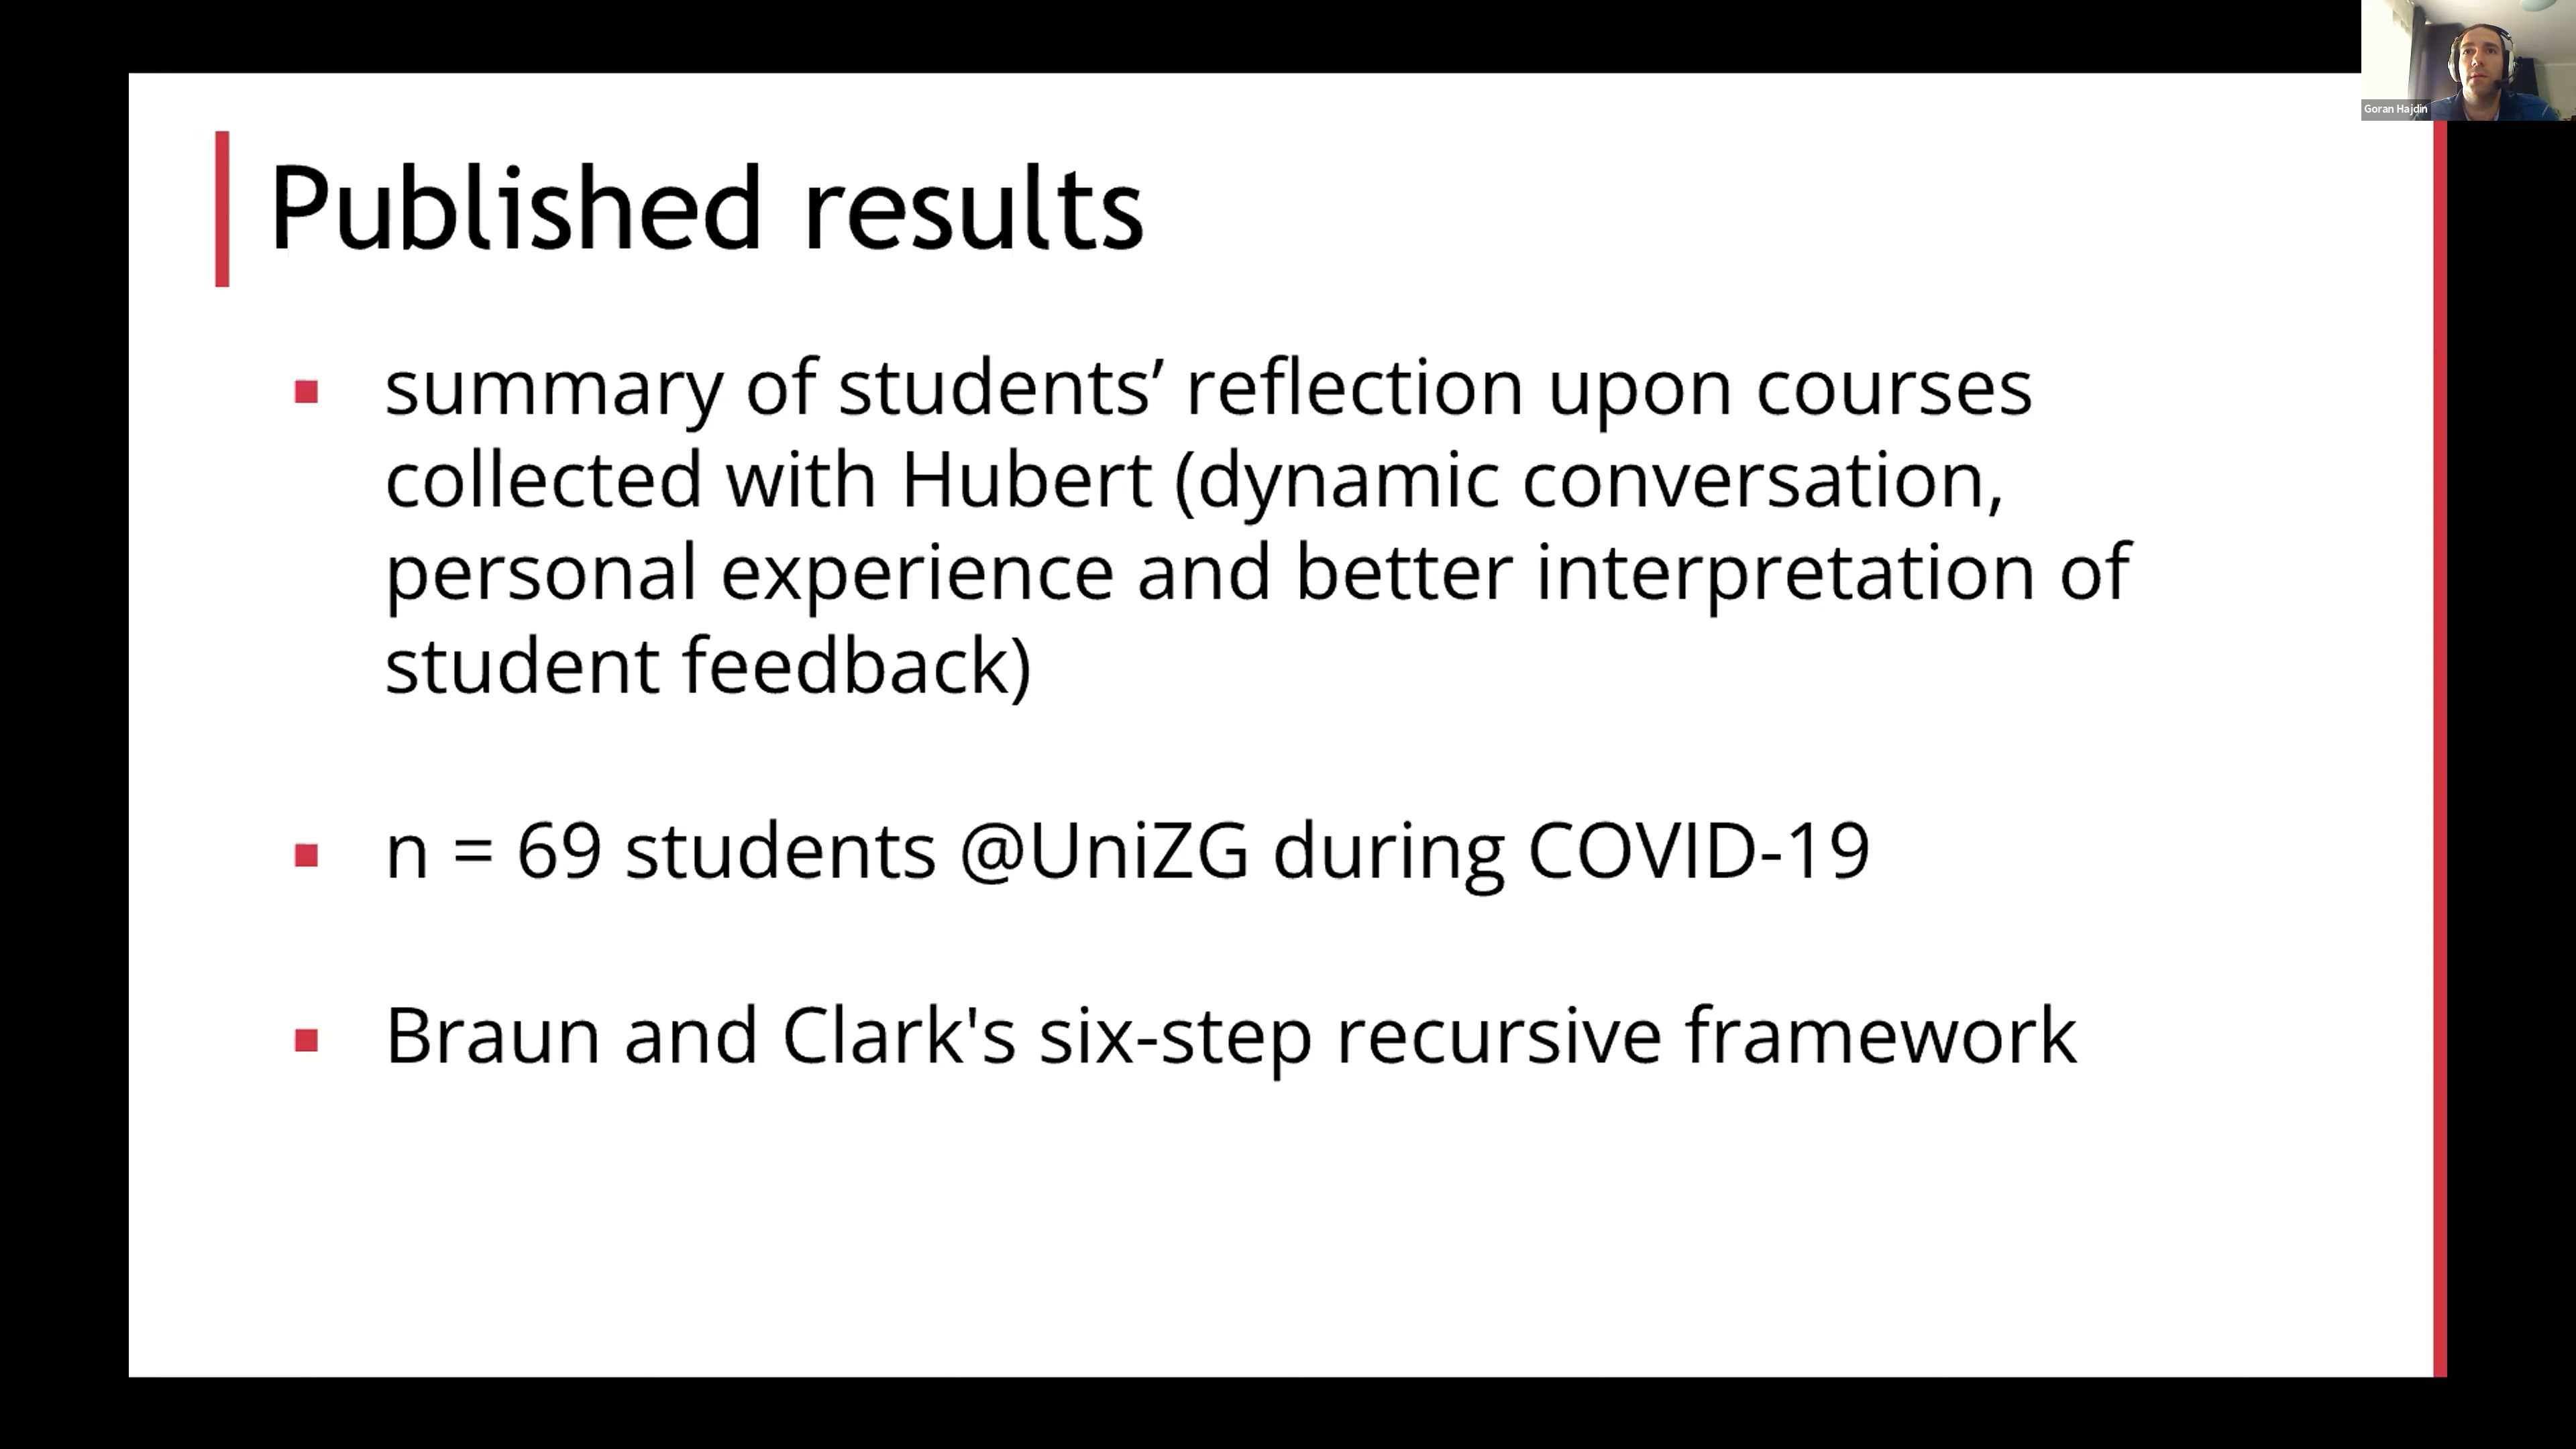 Goran Hajdin
Published results
▪ summary of students’ reflection upon courses
collected with Hubert (dynamic conversation,
personal experience and better interpretation of
student feedback)
▪ n = 69 students @UniZG during COVID-19
▪ Braun and Clark's six-step recursive framework